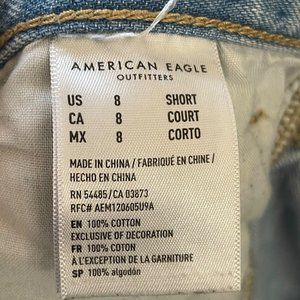 AMERICAN EAGLE
OUTFITTERS
US 8 SHORT
CA 8 COURT
MX 8 CORTO
MADE IN CHINA / FABRIQUÉ EN CHINE /
HECHO EN CHINA
RN 54485/CA 03873
RFC# AEM120605U9A
EN 100% COTTON
EXCLUSIVE OF DECORATION
FR 100% COTON
À L'EXCEPTION DE LA GARNITURE
SP 100% algodón